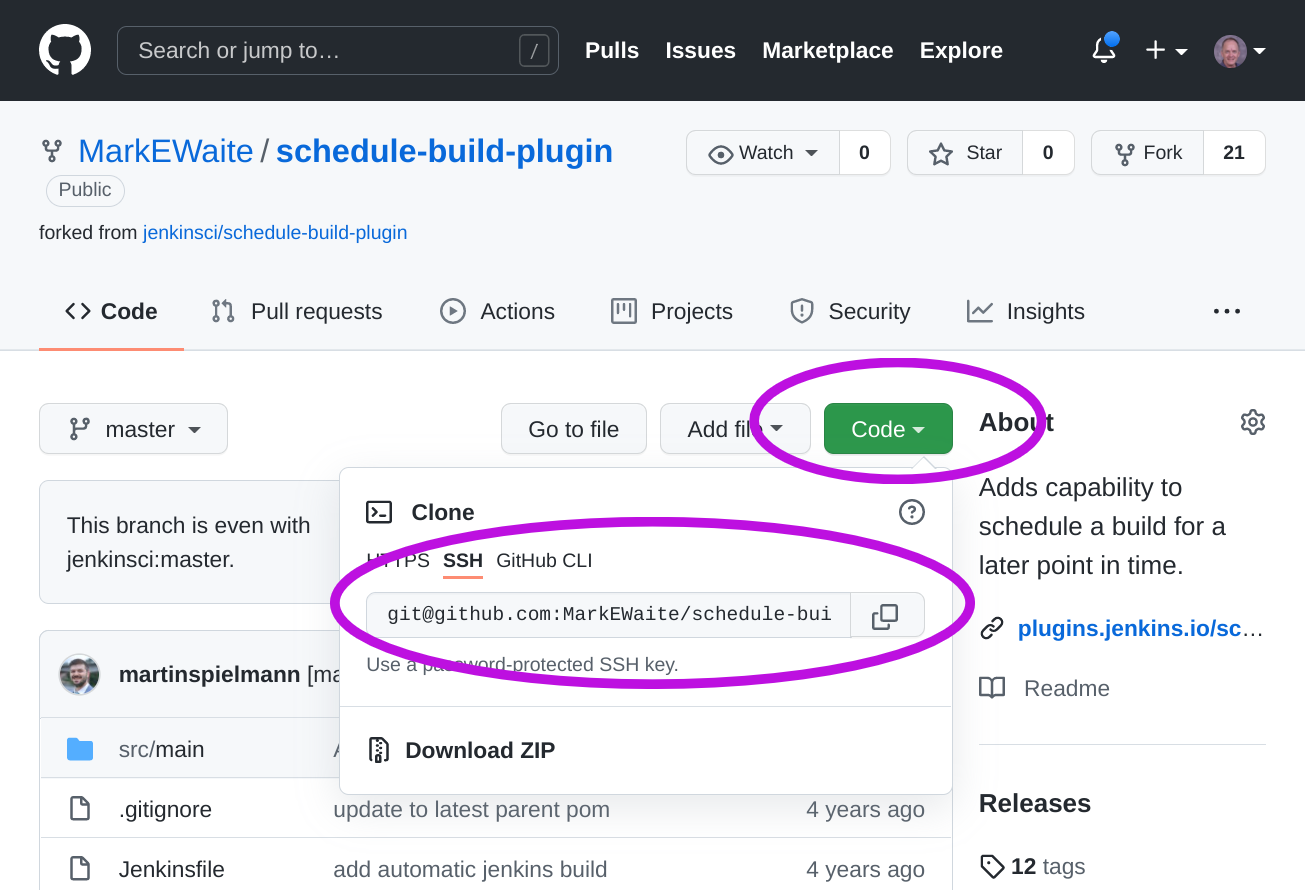 Search or jump to… /
Pulls Issues Marketplace Explore
MarkEWaite / schedule-build-plugin
Public
forked from jenkinsci/schedule-build-plugin
Watch 0
Star 0
Fork 21
Code Pull requests Actions Projects Security Insights
master
Go to file
Add file
Code
This branch is even with
jenkinsci:master.
Clone
HTTPS SSH GitHub CLI
git@github.com:MarkEWaite/schedule-bui
Use a password-protected SSH key.
Download ZIP
martinspielmann [ma
src/main
.gitignore update to latest parent pom 4 years ago
Jenkinsfile add automatic jenkins build 4 years ago
About
Adds capability to
schedule a build for a
later point in time.
plugins.jenkins.io/sc…
Readme
Releases
12 tags